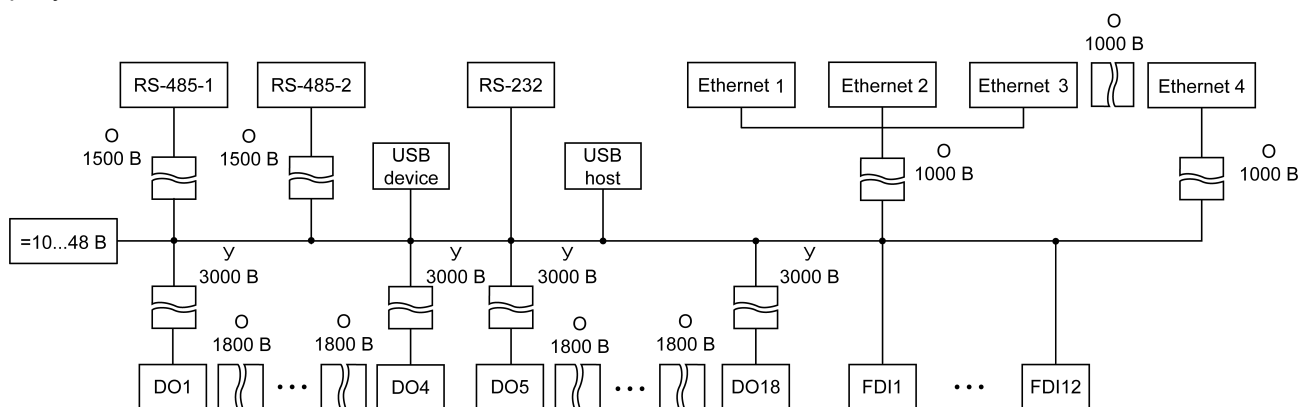 О
1000 В
RS-485-1
RS-485-2
RS-232
Ethernet 1
Ethernet 2
Ethernet 3
Ethernet 4
О
1500 В
О
1500 В
USB
device
USB
host
О
1000 В
О
1000 В
=10...48 В
У
3000 В
У
3000 В
У
3000 В
У
3000 В
О
1800 В
О
1800 В
О
1800 В
О
1800 В
DO1
•••
DO4
DO5
•••
DO18
FDI1
•••
FDI12